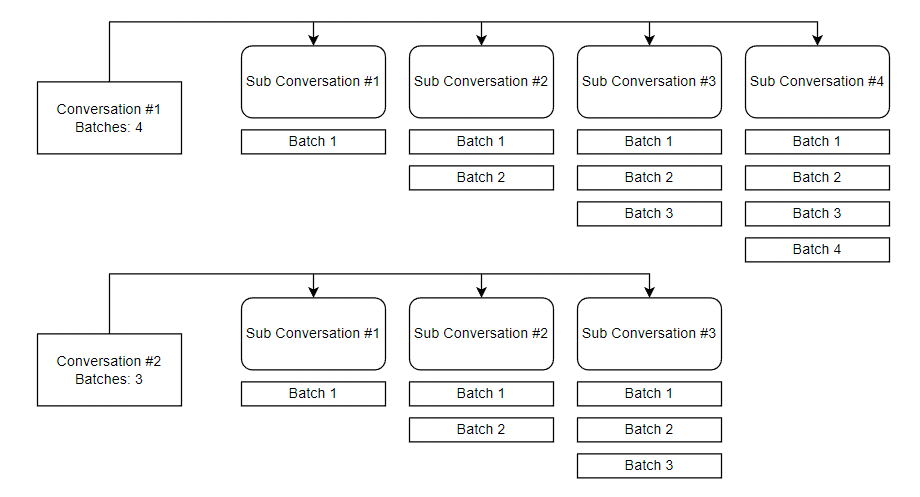 Conversation #1
Batches: 4
Sub Conversation #1
Batch 1
Sub Conversation #2
Batch 1
Batch 2
Sub Conversation #3
Batch 1
Batch 2
Batch 3
Sub Conversation #4
Batch 1
Batch 2
Batch 3
Batch 4
Conversation #2
Batches: 3
Sub Conversation #1
Batch 1
Sub Conversation #2
Batch 1
Batch 2
Sub Conversation #3
Batch 1
Batch 2
Batch 3